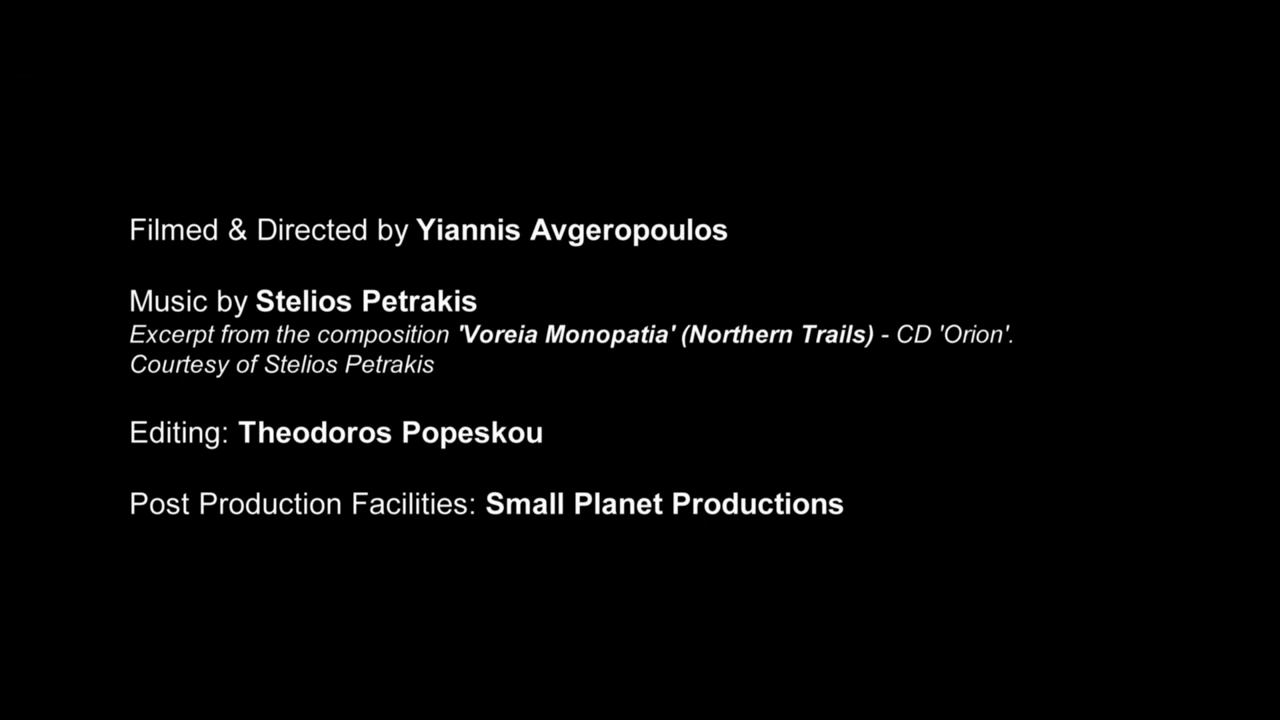 Filmed & Directed by Yiannis Avgeropoulos
Music by Stelios Petrakis
Excerpt from the composition 'Voreia Monopatia' (Northern Trails) - CD 'Orion'.
Courtesy of Stelios Petrakis
Editing: Theodoros Popeskou
Post Production Facilities: Small Planet Productions